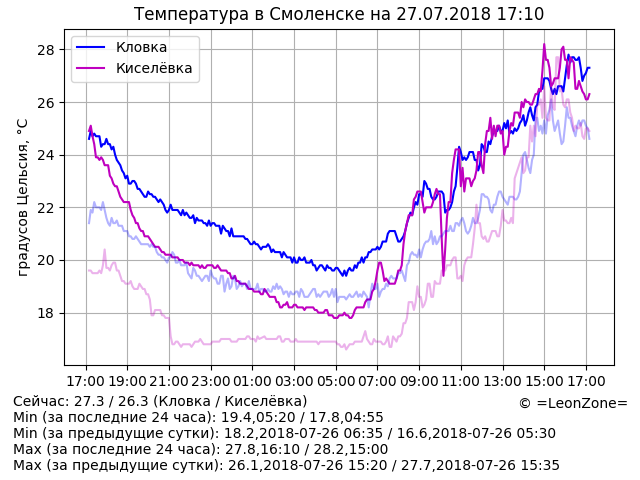 Температура в Смоленске на 27.07.2018 17:10
Кловка
Киселёвка
градусов Цельсия, °C
28
26
24
22
20
18
17:00 19:00 21:00 23:00 01:00 03:00 05:00 07:00 09:00 11:00 13:00 15:00 17:00
Сейчас: 27.3 / 26.3 (Кловка / Киселёвка)
© =LeonZone=
Min (за последние 24 часа): 19.4,05:20 / 17.8,04:55
Min (за предыдущие сутки): 18.2,2018-07-26 06:35 / 16.6,2018-07-26 05:30
Max (за последние 24 часа): 27.8,16:10 / 28.2,15:00
Max (за предыдущие сутки): 26.1,2018-07-26 15:20 / 27.7,2018-07-26 15:35